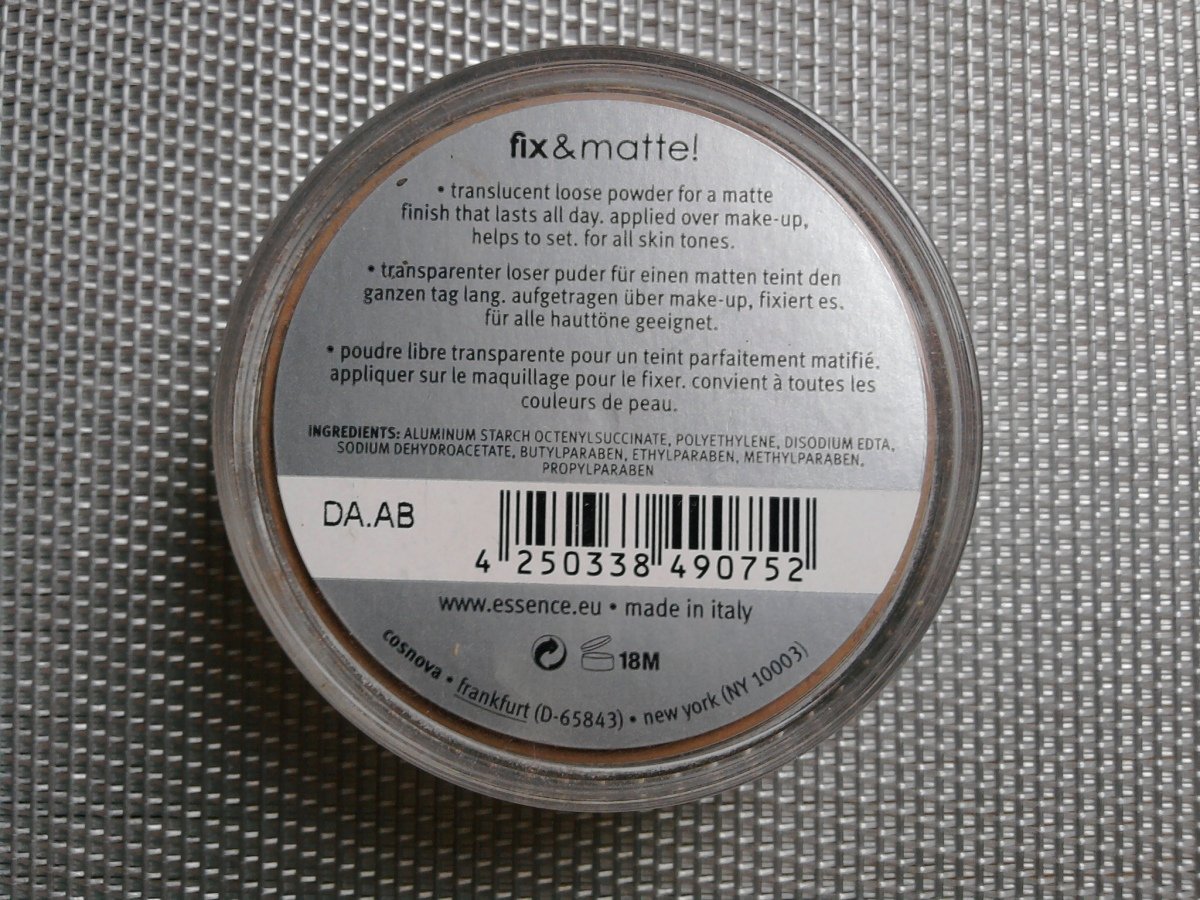 fix&matte!
• translucent loose powder for a matte
finish that lasts all day. applied over make-up,
helps to set. for all skin tones.
• transparenter loser puder für einen matten teint den
ganzen tag lang. aufgetragen über make-up, fixiert es.
für alle hauttöne geeignet.
• poudre libre transparente pour un teint parfaitement matifié.
appliquer sur le maquillage pour le fixer. convient à toutes les
couleurs de peau.
INGREDIENTS: ALUMINUM STARCH OCTENYLSUCCINATE, POLYETHYLENE, DISODIUM EDTA,
SODIUM DEHYDROACETATE, BUTYLPARABEN, ETHYLPARABEN, METHYLPARABEN,
PROPYLPARABEN
DA.AB
4 250338 490752
www.essence.eu • made in italy
18M
cosnova • frankfurt (D-65843) • new york (NY 10003)